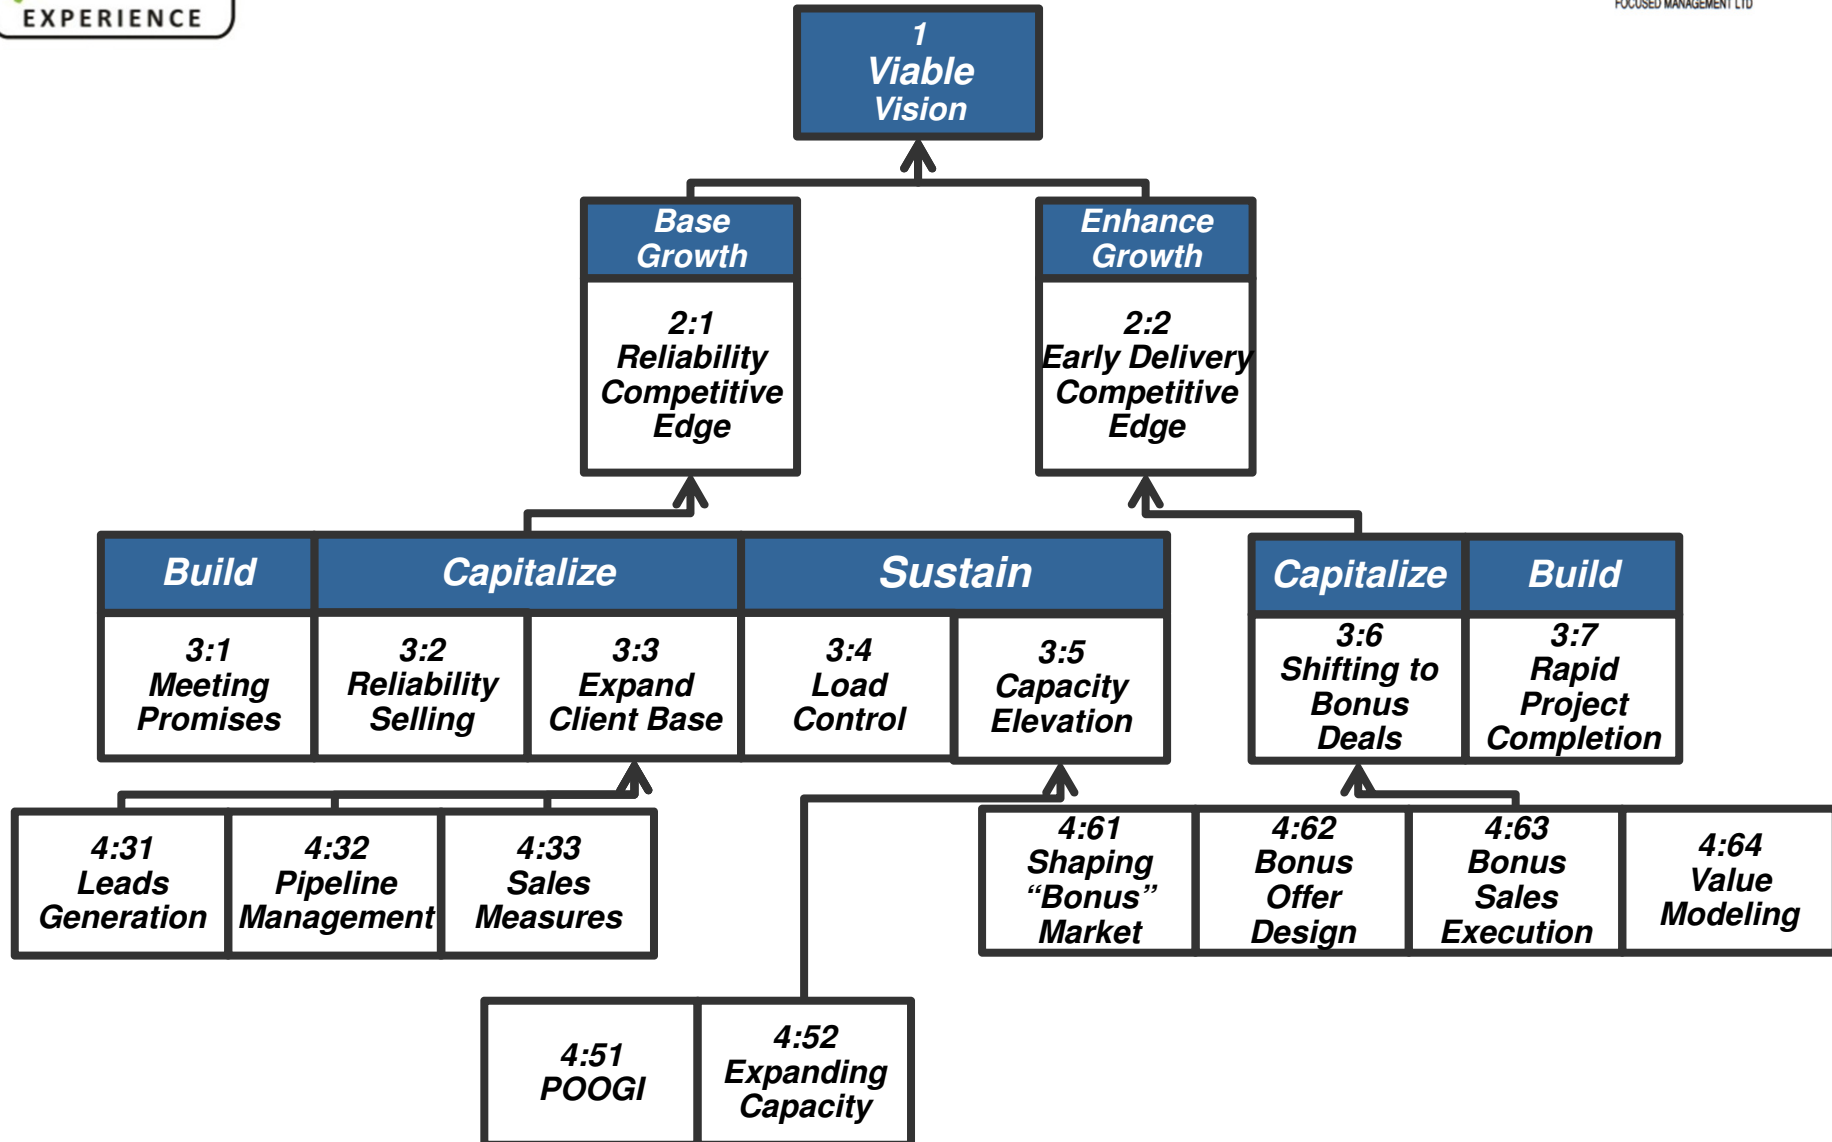 EXPERIENCE
FOCUSED MANAGEMENT LTD
1
Viable
Vision
Base
Growth
Enhance
Growth
2:1
Reliability
Competitive
Edge
2:2
Early Delivery
Competitive
Edge
Build
Capitalize
Sustain
Capitalize
Build
3:1
Meeting
Promises
3:2
Reliability
Selling
3:3
Expand
Client Base
3:4
Load
Control
3:5
Capacity
Elevation
3:6
Shifting to
Bonus
Deals
3:7
Rapid
Project
Completion
4:31
Leads
Generation
4:32
Pipeline
Management
4:33
Sales
Measures
4:61
Shaping
“Bonus”
Market
4:62
Bonus
Offer
Design
4:63
Bonus
Sales
Execution
4:64
Value
Modeling
4:51
POOGI
4:52
Expanding
Capacity